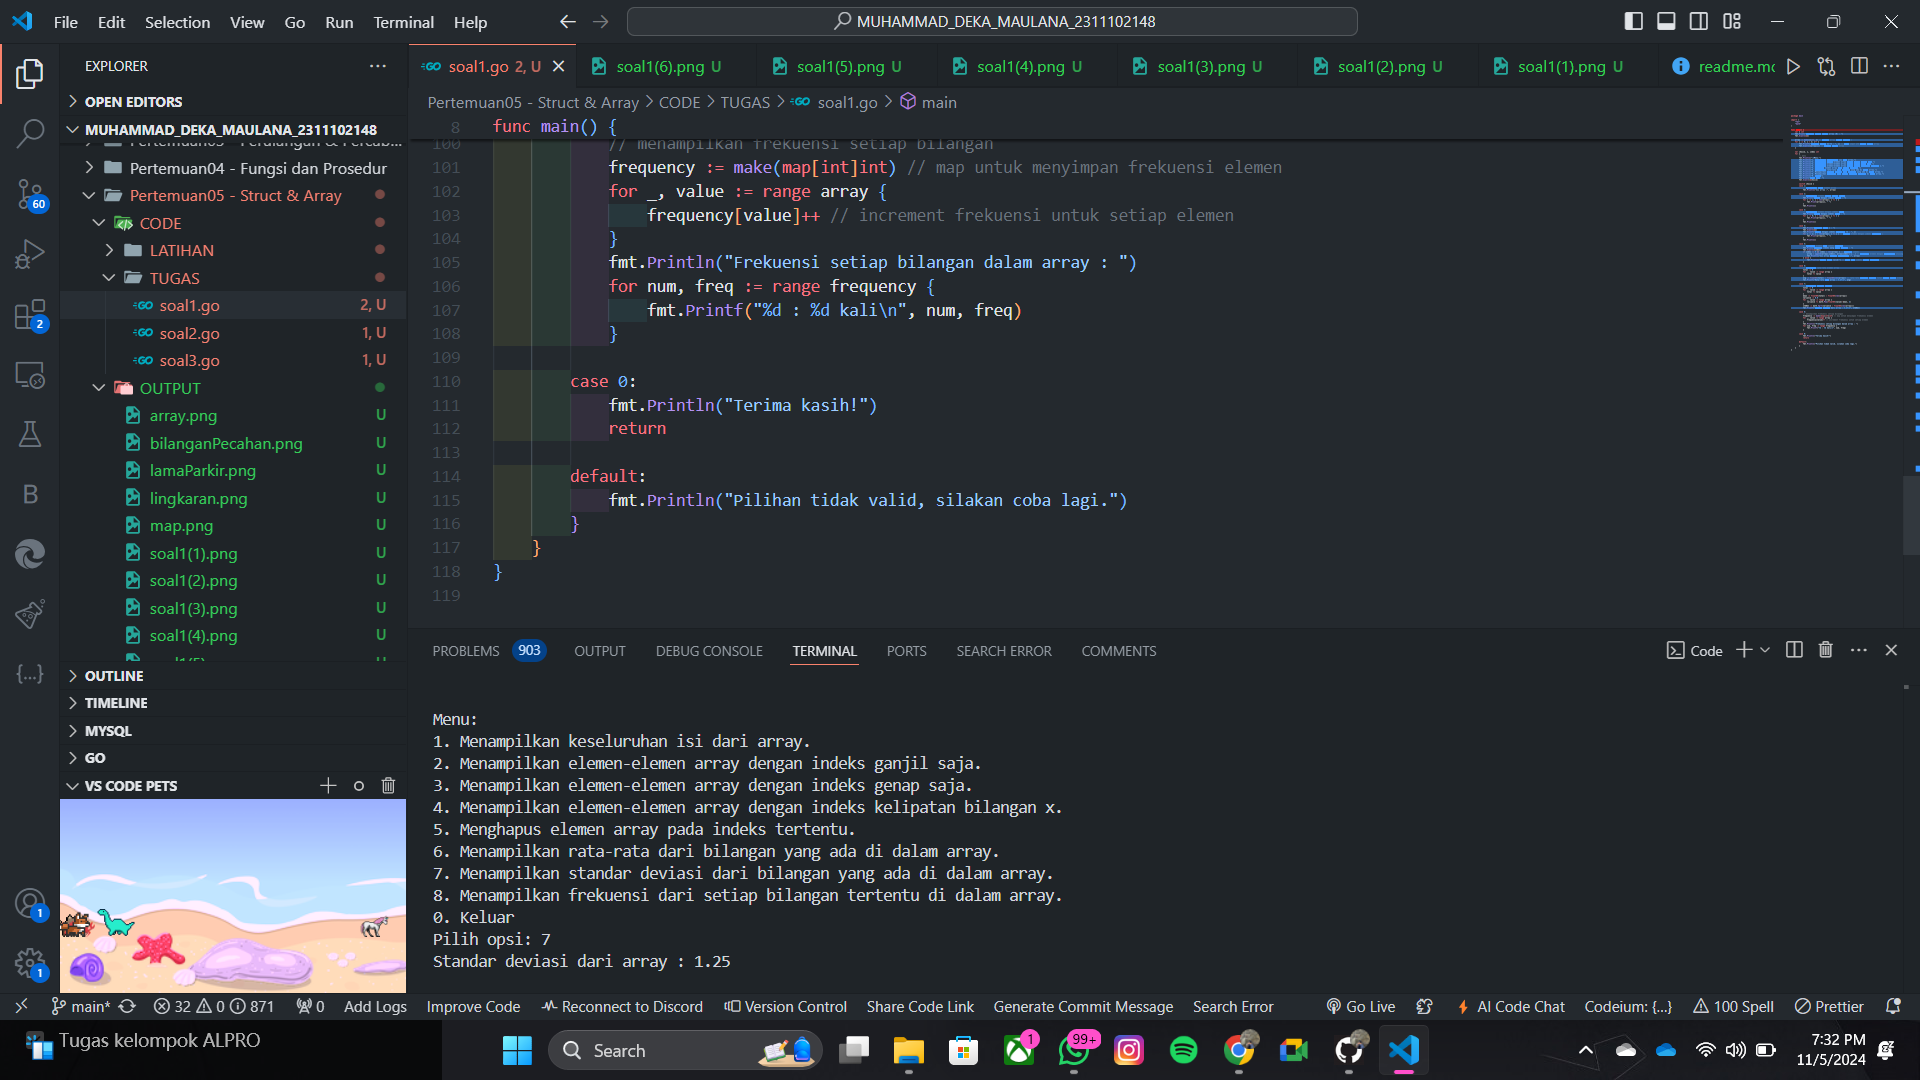 File Edit Selection View Go Run Terminal Help
MUHAMMAD_DEKA_MAULANA_2311102148
EXPLORER
OPEN EDITORS
MUHAMMAD_DEKA_MAULANA_2311102148
Pertemuan04 - Fungsi dan Prosedur
Pertemuan05 - Struct & Array
CODE
LATIHAN
TUGAS
soal1.go 2, U
soal2.go 1, U
soal3.go 1, U
OUTPUT
array.png U
bilanganPecahan.png U
lamaParkir.png U
lingkaran.png U
map.png U
soal1(1).png U
soal1(2).png U
soal1(3).png U
soal1(4).png U
OUTLINE
TIMELINE
MYSQL
GO
VS CODE PETS
60
2
B
1
1
soal1.go 2, U soal1(6).png U soal1(5).png U soal1(4).png U soal1(3).png U soal1(2).png U soal1(1).png U readme.mc
Pertemuan05 - Struct & Array > CODE > TUGAS > soal1.go > main
8 func main() {
100 // menampilkan frekuensi setiap bilangan
101 frequency := make(map[int]int) // map untuk menyimpan frekuensi elemen
102 for _, value := range array {
103 frequency[value]++ // increment frekuensi untuk setiap elemen
104 }
105 fmt.Println("Frekuensi setiap bilangan dalam array : ")
106 for num, freq := range frequency {
107 fmt.Printf("%d : %d kali\n", num, freq)
108 }
109
110 case 0:
111 fmt.Println("Terima kasih!")
112 return
113
114 default:
115 fmt.Println("Pilihan tidak valid, silakan coba lagi.")
116 }
117 }
118 }
119
PROBLEMS 903 OUTPUT DEBUG CONSOLE TERMINAL PORTS SEARCH ERROR COMMENTS
Code
Menu:
1. Menampilkan keseluruhan isi dari array.
2. Menampilkan elemen-elemen array dengan indeks ganjil saja.
3. Menampilkan elemen-elemen array dengan indeks genap saja.
4. Menampilkan elemen-elemen array dengan indeks kelipatan bilangan x.
5. Menghapus elemen array pada indeks tertentu.
6. Menampilkan rata-rata dari bilangan yang ada di dalam array.
7. Menampilkan standar deviasi dari bilangan yang ada di dalam array.
8. Menampilkan frekuensi dari setiap bilangan tertentu di dalam array.
0. Keluar
Pilih opsi: 7
Standar deviasi dari array : 1.25
main* 32 0 871 0 Add Logs Improve Code Reconnect to Discord Version Control Share Code Link Generate Commit Message Search Error Go Live AI Code Chat Codeium: {...} 100 Spell Prettier
Tugas kelompok ALPRO
Search
1
99+
7:32 PM
11/5/2024